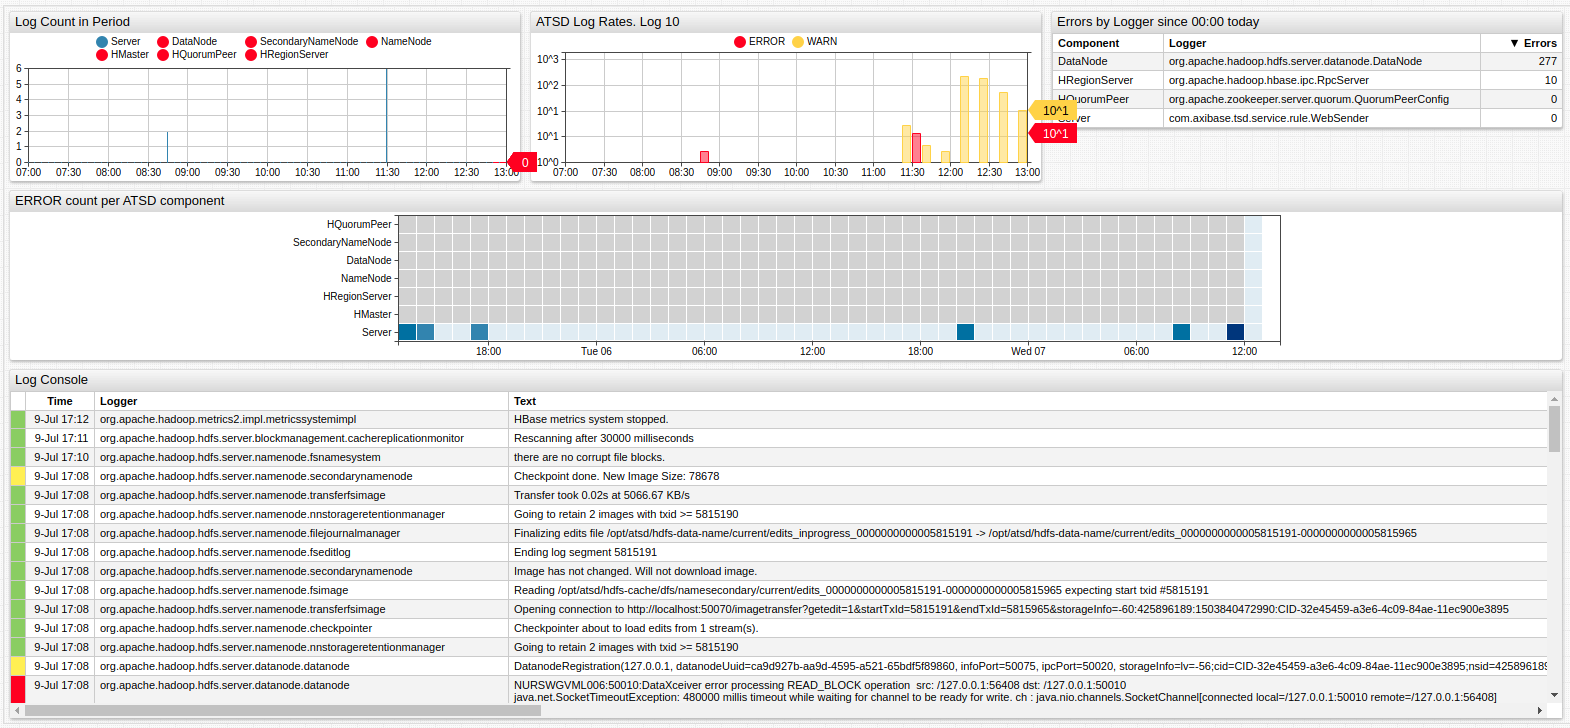 Log Count in Period
Server DataNode SecondaryNameNode NameNode
HMaster HQuorumPeer HRegionServer
6
5
4
3
2
1
0
0
07:00 07:30 08:00 08:30 09:00 09:30 10:00 10:30 11:00 11:30 12:00 12:30 13:00
ATSD Log Rates. Log 10
ERROR WARN
10^3
10^2
10^1
10^1
10^0
10^1
10^1
07:00 07:30 08:00 08:30 09:00 09:30 10:00 10:30 11:00 11:30 12:00 12:30 13:00
Errors by Logger since 00:00 today
Component Logger ▼ Errors
DataNode org.apache.hadoop.hdfs.server.datanode.DataNode 277
HRegionServer org.apache.hadoop.hbase.ipc.RpcServer 10
HQuorumPeer org.apache.zookeeper.server.quorum.QuorumPeerConfig 0
Server com.axibase.tsd.service.rule.WebSender 0
ERROR count per ATSD component
HQuorumPeer
SecondaryNameNode
DataNode
NameNode
HRegionServer
HMaster
Server
18:00 Tue 06 06:00 12:00 18:00 Wed 07 06:00 12:00
Log Console
Time Logger Text
9-Jul 17:12 org.apache.hadoop.metrics2.impl.metricssystemimpl HBase metrics system stopped.
9-Jul 17:11 org.apache.hadoop.hdfs.server.blockmanagement.cachereplicationmonitor Rescanning after 30000 milliseconds
9-Jul 17:10 org.apache.hadoop.hdfs.server.namenode.fsnamesystem there are no corrupt file blocks.
9-Jul 17:08 org.apache.hadoop.hdfs.server.namenode.secondarynamenode Checkpoint done. New Image Size: 78678
9-Jul 17:08 org.apache.hadoop.hdfs.server.namenode.transferfsimage Transfer took 0.02s at 5066.67 KB/s
9-Jul 17:08 org.apache.hadoop.hdfs.server.namenode.nnstorageretentionmanager Going to retain 2 images with txid >= 5815190
9-Jul 17:08 org.apache.hadoop.hdfs.server.namenode.filejournalmanager Finalizing edits file /opt/atsd/hdfs-data-name/current/edits_inprogress_0000000000005815191 -> /opt/atsd/hdfs-data-name/current/edits_0000000000005815191-0000000000005815965
9-Jul 17:08 org.apache.hadoop.hdfs.server.namenode.fseditlog Ending log segment 5815191
9-Jul 17:08 org.apache.hadoop.hdfs.server.namenode.secondarynamenode Image has not changed. Will not download image.
9-Jul 17:08 org.apache.hadoop.hdfs.server.namenode.fsimage Reading /opt/atsd/hdfs-cache/dfs/namesecondary/current/edits_0000000000005815191-0000000000005815965 expecting start txid #5815191
9-Jul 17:08 org.apache.hadoop.hdfs.server.namenode.transferfsimage Opening connection to http://localhost:50070/imagetransfer?getedit=1&startTxId=5815191&endTxId=5815965&storageInfo=-60:425896189:1503840472990:CID-32e45459-a3e6-4c09-84ae-11ec900e3895
9-Jul 17:08 org.apache.hadoop.hdfs.server.namenode.checkpointer Checkpointer about to load edits from 1 stream(s).
9-Jul 17:08 org.apache.hadoop.hdfs.server.namenode.nnstorageretentionmanager Going to retain 2 images with txid >= 5815190
9-Jul 17:08 org.apache.hadoop.hdfs.server.datanode.datanode DatanodeRegistration(127.0.0.1, datanodeUuid=ca9d927b-aa9d-4595-a521-65bdf5f89860, infoPort=50075, ipcPort=50020, storageInfo=lv=-56;cid=CID-32e45459-a3e6-4c09-84ae-11ec900e3895;nsid=425896189
9-Jul 17:08 org.apache.hadoop.hdfs.server.datanode.datanode NURSWGVML006:50010:DataXceiver error processing READ_BLOCK operation src: /127.0.0.1:56408 dst: /127.0.0.1:50010
java.net.SocketTimeoutException: 480000 millis timeout while waiting for channel to be ready for write. ch : java.nio.channels.SocketChannel[connected local=/127.0.0.1:50010 remote=/127.0.0.1:56408]